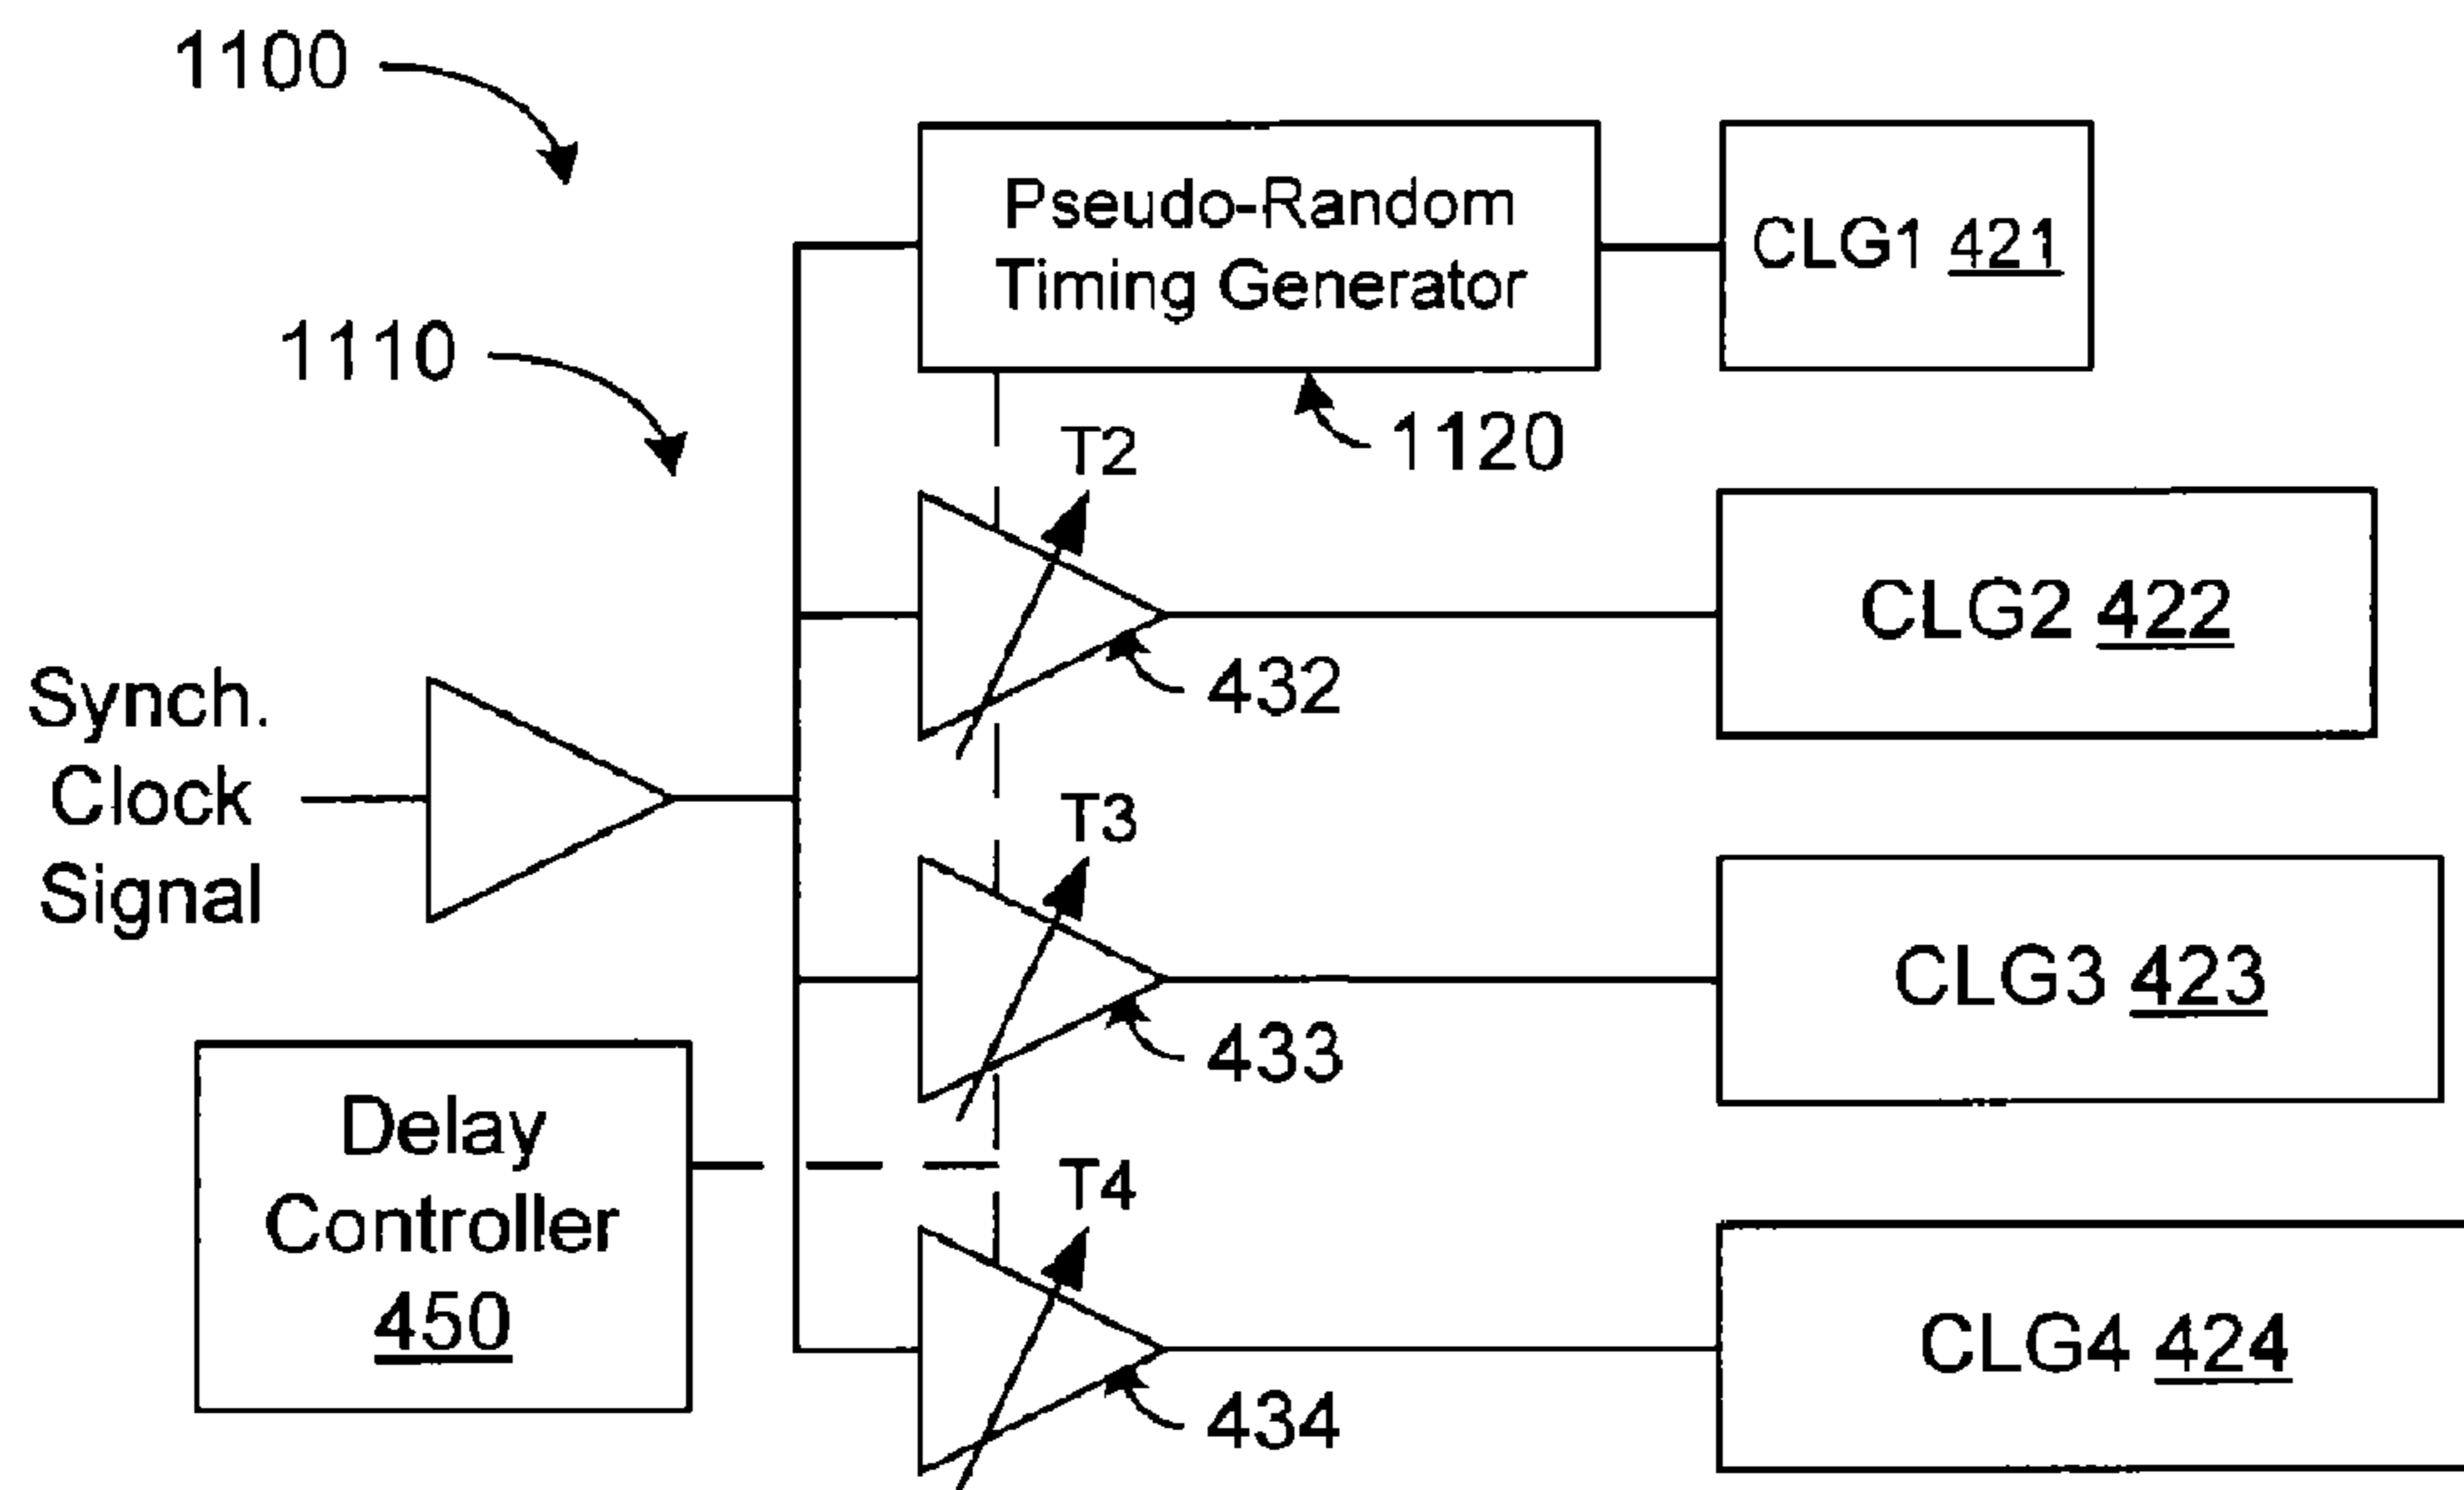 1100
Pseudo-Random
Timing Generator
CLG1 421
1110
1120
T2
CLG2 422
432
Synch.
Clock
Signal
T3
CLG3 423
433
Delay
Controller
450
T4
CLG4 424
434